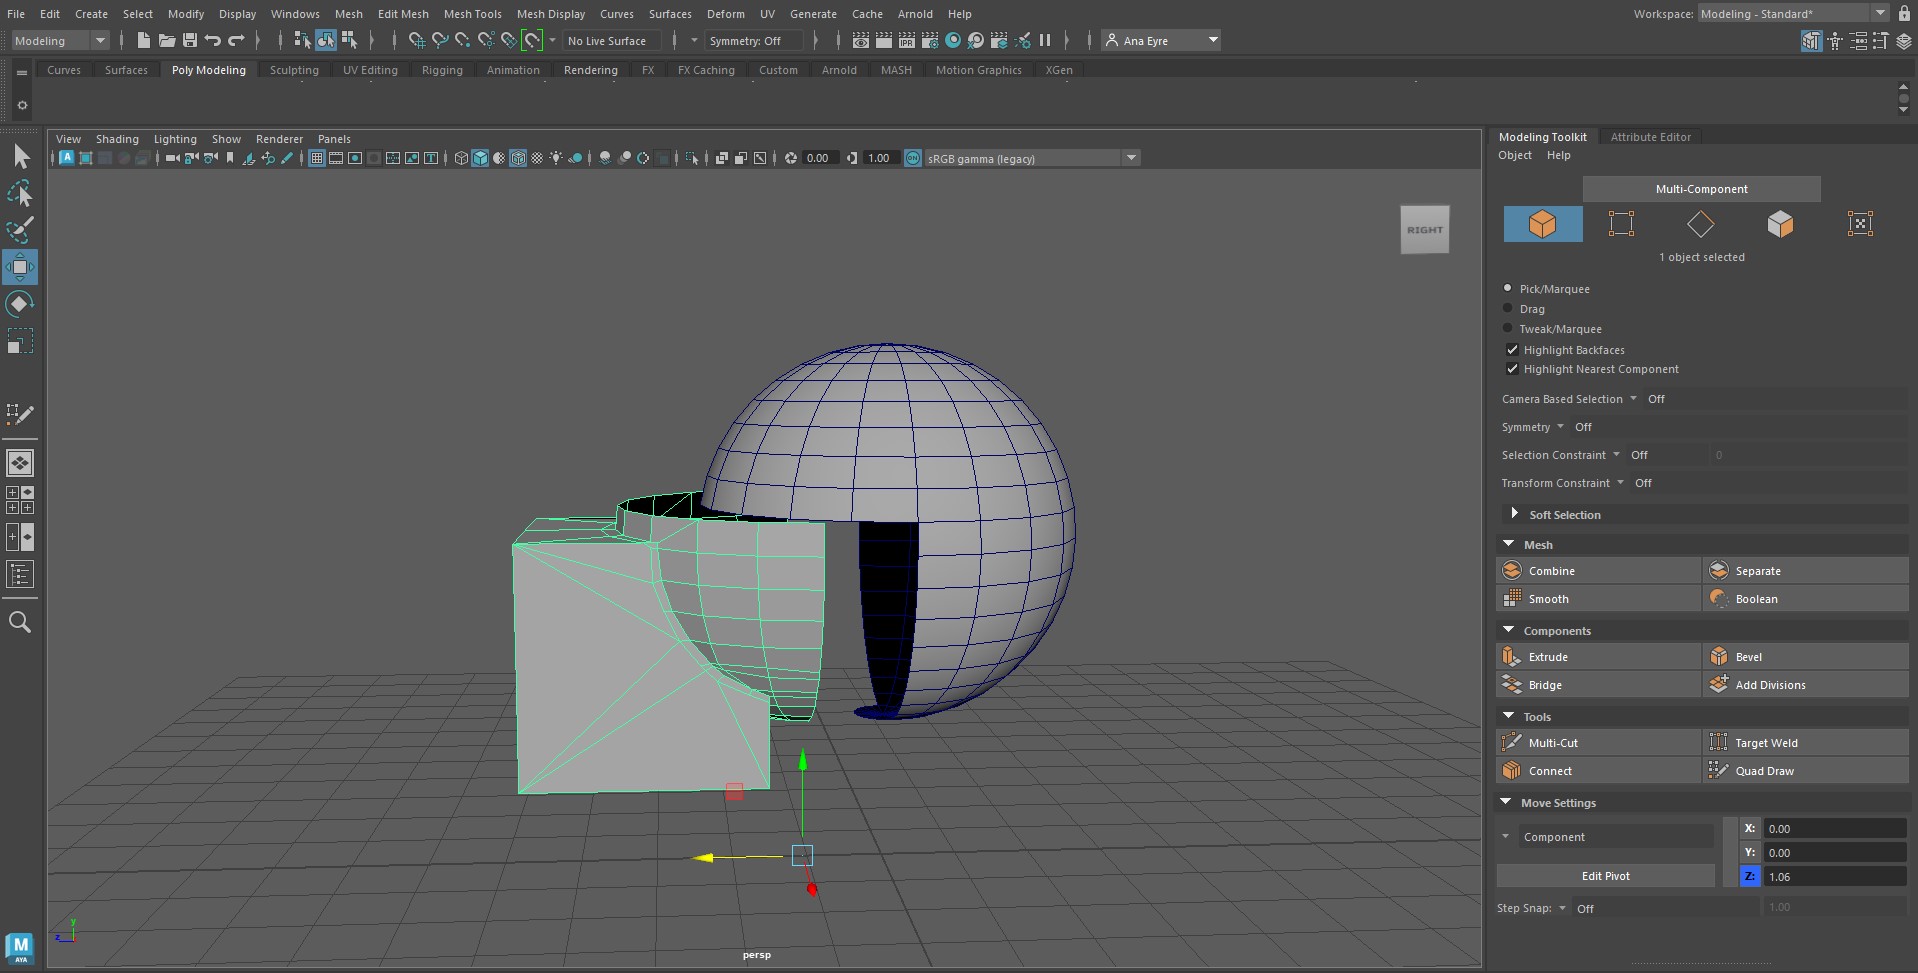 File Edit Create Select Modify Display Windows Mesh Edit Mesh Mesh Tools Mesh Display Curves Surfaces Deform UV Generate Cache Arnold Help Workspace: Modeling - Standard*
Modeling No Live Surface Symmetry: Off IPR Ana Eyre
Curves Surfaces Poly Modeling Sculpting UV Editing Rigging Animation Rendering FX FX Caching Custom Arnold MASH Motion Graphics XGen
View Shading Lighting Show Renderer Panels
A T 0.00 1.00 ON sRGB gamma (legacy)
RIGHT
y
z
persp
M
AYA
Modeling Toolkit Attribute Editor
Object Help
Multi-Component
1 object selected
Pick/Marquee
Drag
Tweak/Marquee
Highlight Backfaces
Highlight Nearest Component
Camera Based Selection Off
Symmetry Off
Selection Constraint Off 0
Transform Constraint Off
Soft Selection
Mesh
Combine Separate
Smooth Boolean
Components
Extrude Bevel
Bridge Add Divisions
Tools
Multi-Cut Target Weld
Connect Quad Draw
Move Settings
Component X: 0.00
Y: 0.00
Edit Pivot Z: 1.06
Step Snap: Off 1.00